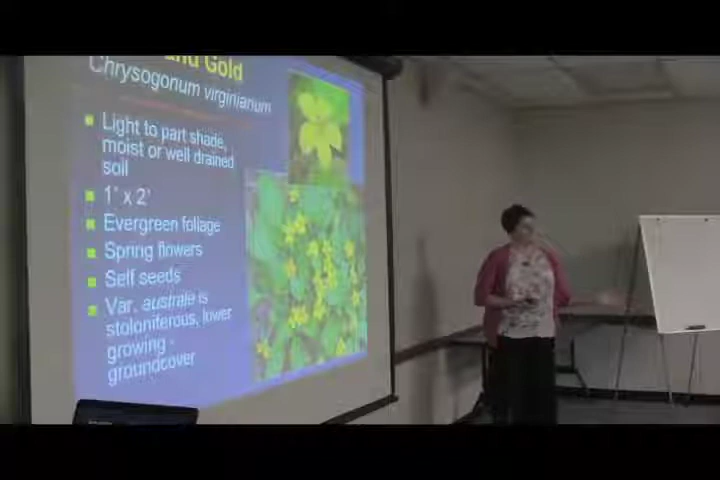 and Gold
Chrysogonum virginianum
Light to part shade,
moist or well drained
soil
1' x 2'
Evergreen foliage
Spring flowers
Self seeds
Var. australe is
stoloniferous, lower
growing -
groundcover